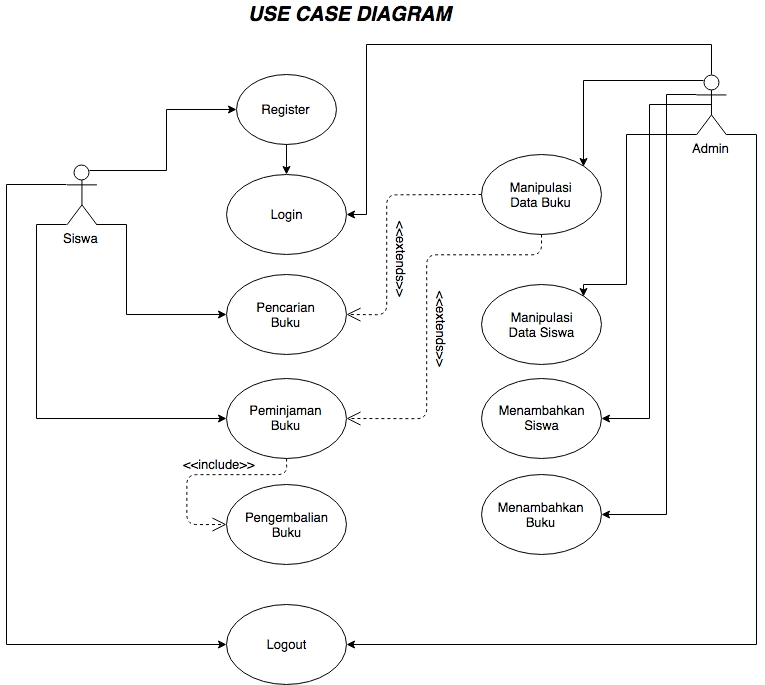 USE CASE DIAGRAM
Register
Login
Siswa
Admin
Manipulasi
Data Buku
<<extends>>
<<extends>>
Pencarian
Buku
Manipulasi
Data Siswa
Peminjaman
Buku
Menambahkan
Siswa
<<include>>
Pengembalian
Buku
Menambahkan
Buku
Logout